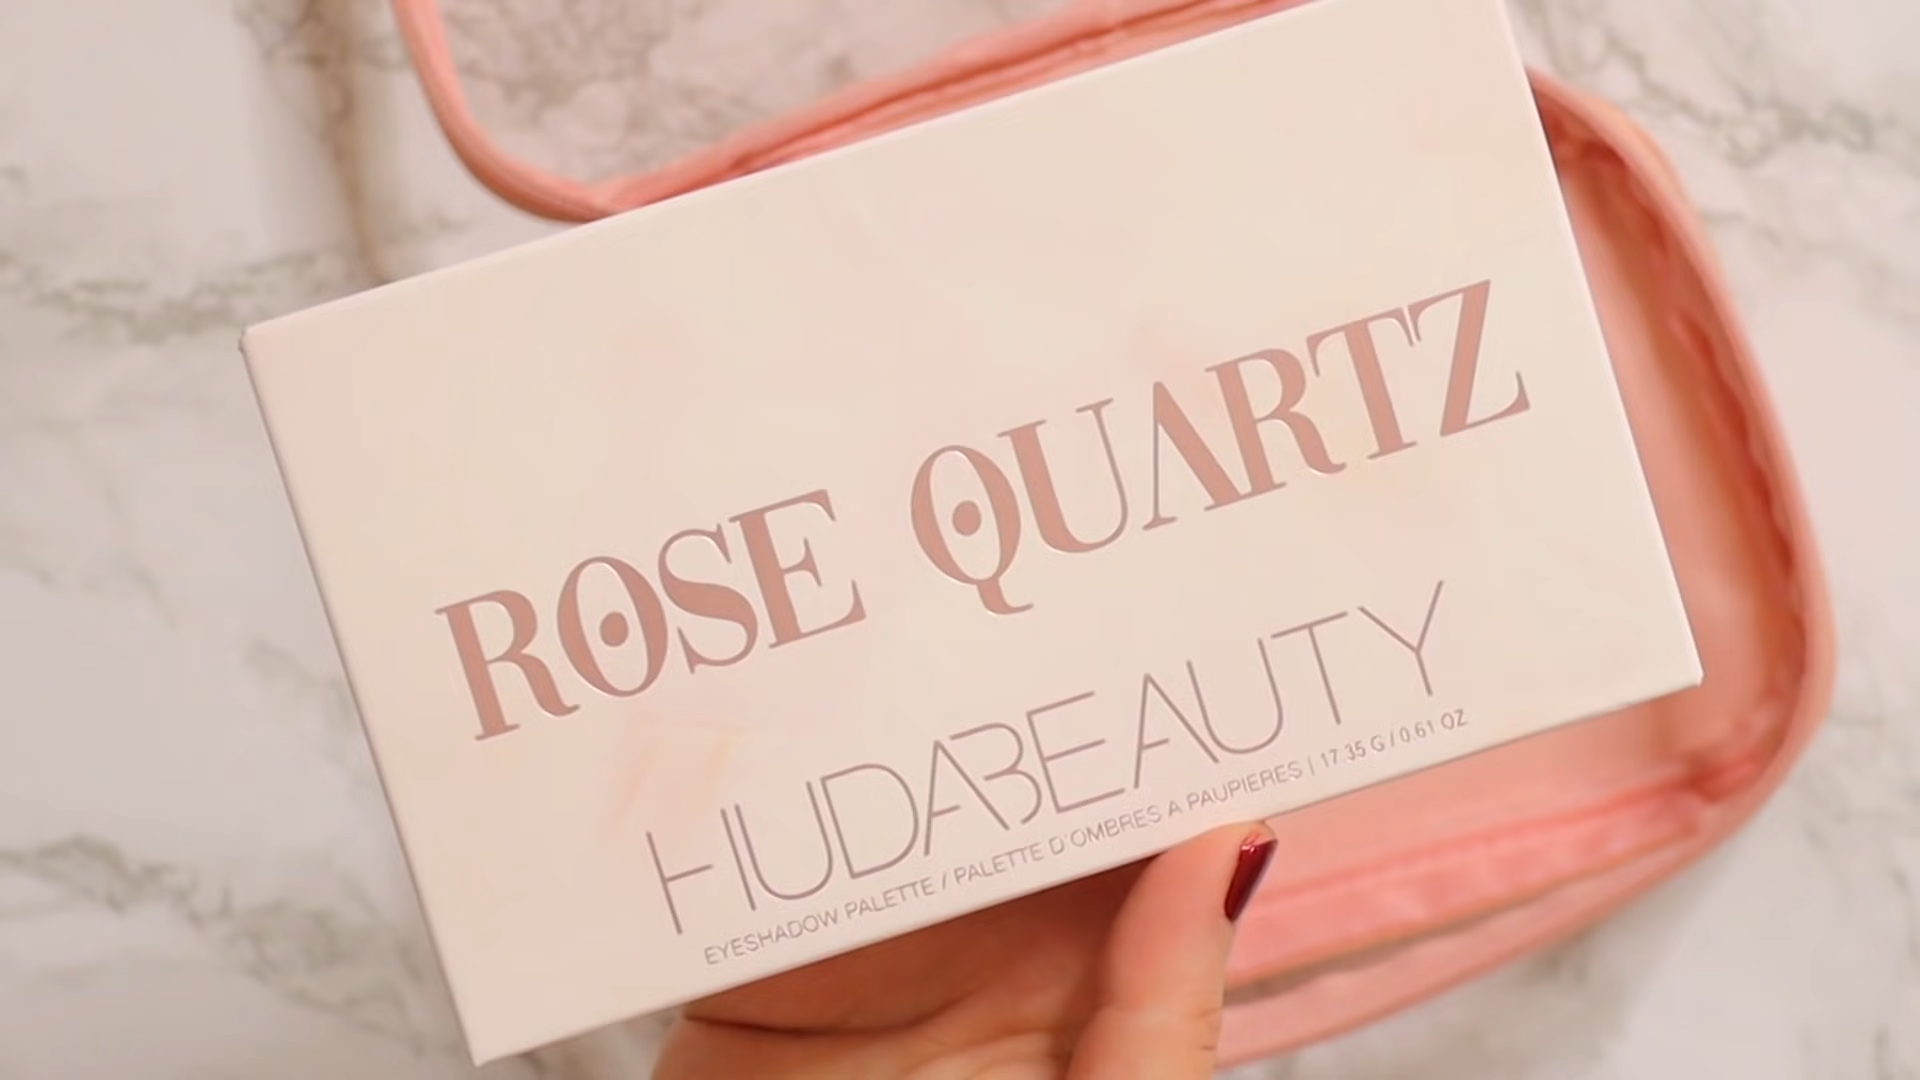 ROSE QUARTZ
HUDABEAUTY
EYESHADOW PALETTE / PALETTE D'OMBRES A PAUPIERES | 17.35 G / 0.61 OZ